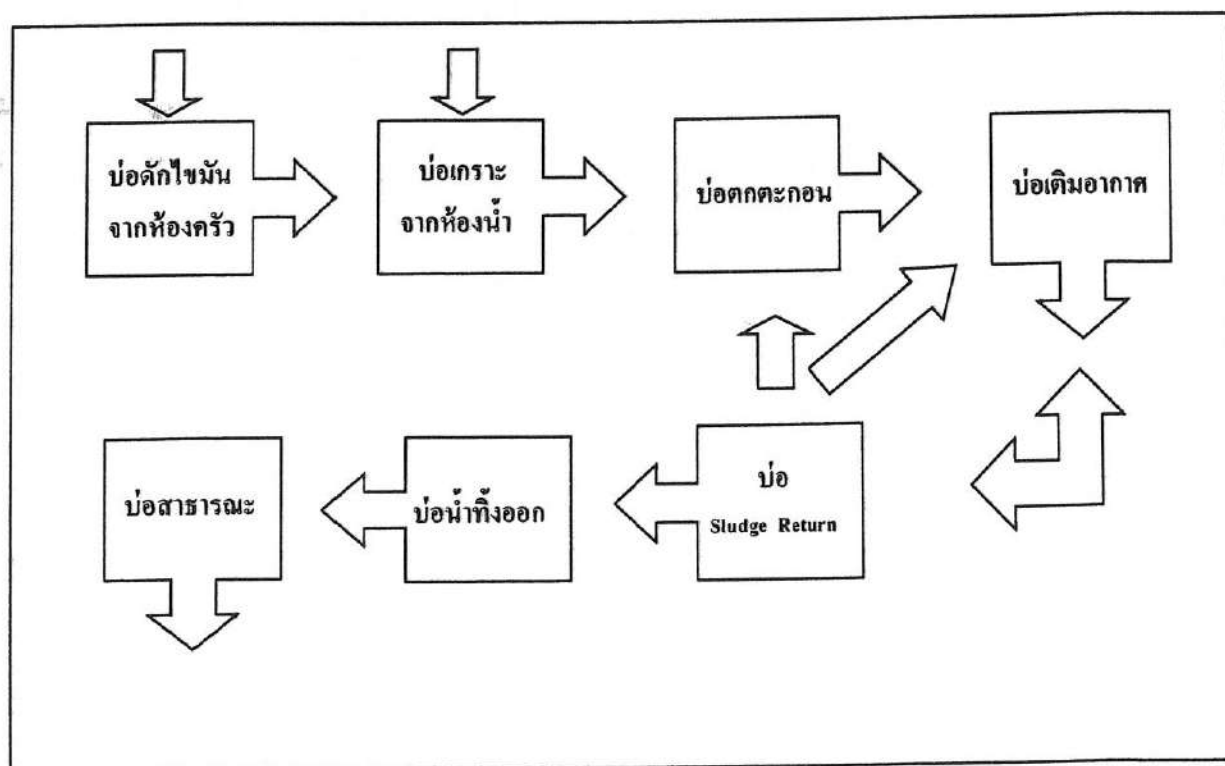 บ่อดักไขมัน
จากห้องครัว
บ่อเกราะ
จากห้องน้ำ
บ่อตกตะกอน
บ่อเติมอากาศ
บ่อสาธารณะ
บ่อน้ำทิ้งออก
บ่อ
Sludge Return